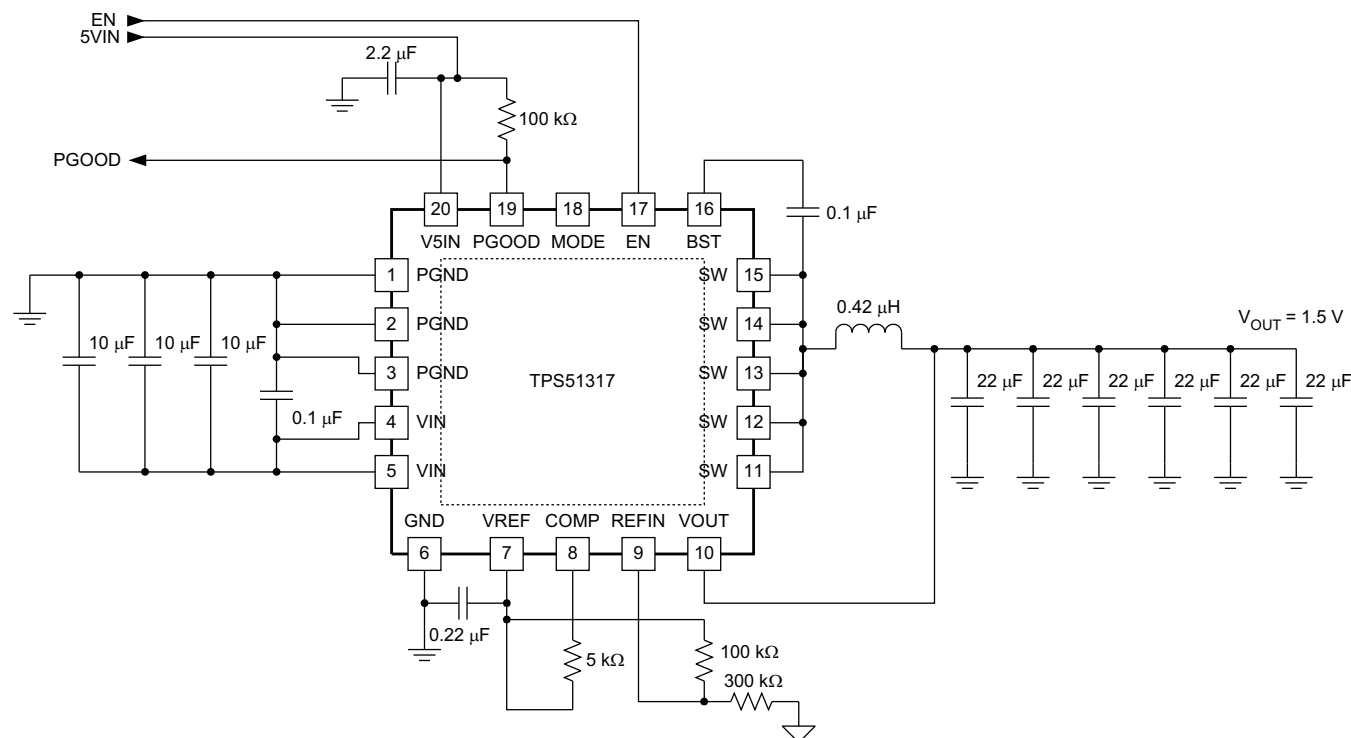 EN
5VIN
2.2 μF
100 kΩ
PGOOD
20 19 18 17 16
V5IN PGOOD MODE EN BST
0.1 μF
1 PGND
2 PGND
3 PGND
4 VIN
5 VIN
10 μF 10 μF 10 μF
0.1 μF
TPS51317
SW 15
SW 14
SW 13
SW 12
SW 11
0.42 μH
VOUT = 1.5 V
22 μF 22 μF 22 μF 22 μF 22 μF 22 μF
GND VREF COMP REFIN VOUT
6 7 8 9 10
0.22 μF
5 kΩ
100 kΩ
300 kΩ